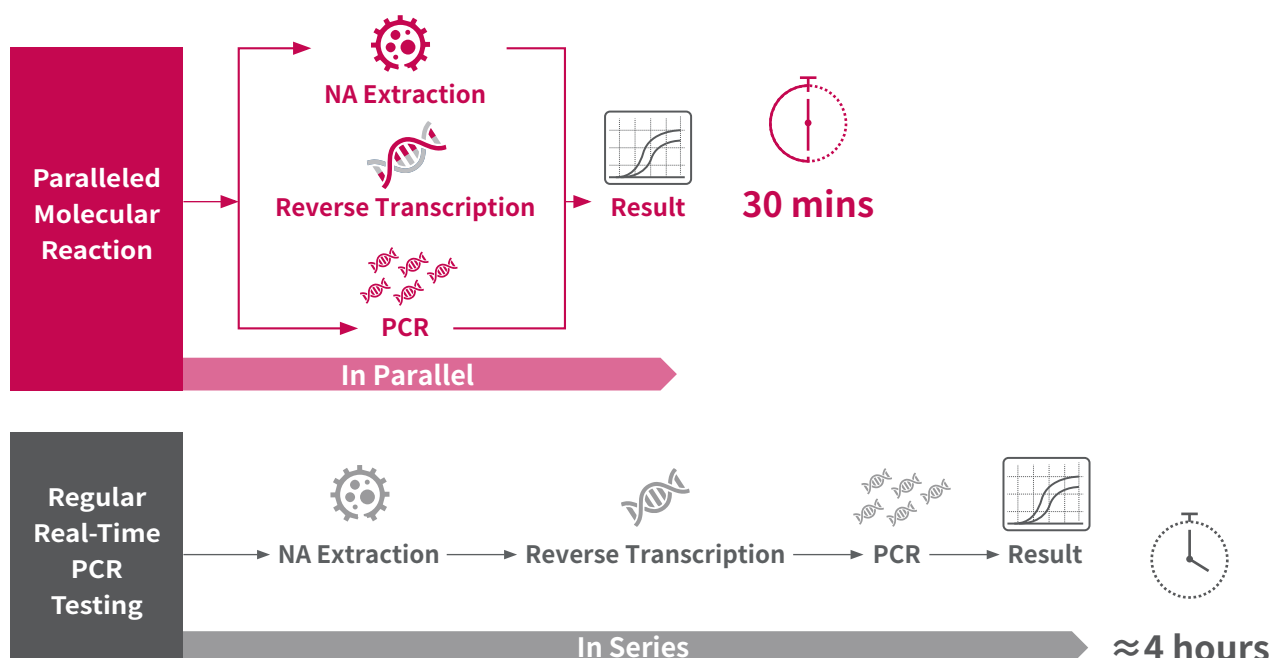 Paralleled
Molecular
Reaction
NA Extraction
Reverse Transcription
PCR
Result
30 mins
In Parallel
Regular
Real-Time
PCR
Testing
NA Extraction
Reverse Transcription
PCR
Result
In Series
≈4 hours